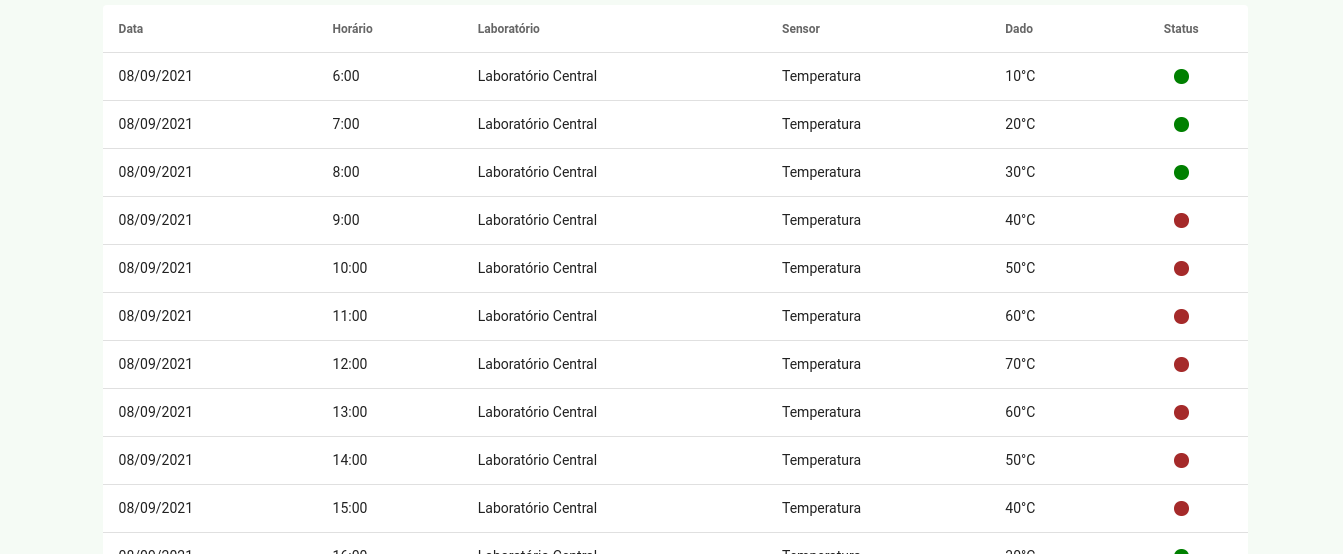 Data Horário Laboratório Sensor Dado Status
08/09/2021 6:00 Laboratório Central Temperatura 10°C
08/09/2021 7:00 Laboratório Central Temperatura 20°C
08/09/2021 8:00 Laboratório Central Temperatura 30°C
08/09/2021 9:00 Laboratório Central Temperatura 40°C
08/09/2021 10:00 Laboratório Central Temperatura 50°C
08/09/2021 11:00 Laboratório Central Temperatura 60°C
08/09/2021 12:00 Laboratório Central Temperatura 70°C
08/09/2021 13:00 Laboratório Central Temperatura 60°C
08/09/2021 14:00 Laboratório Central Temperatura 50°C
08/09/2021 15:00 Laboratório Central Temperatura 40°C